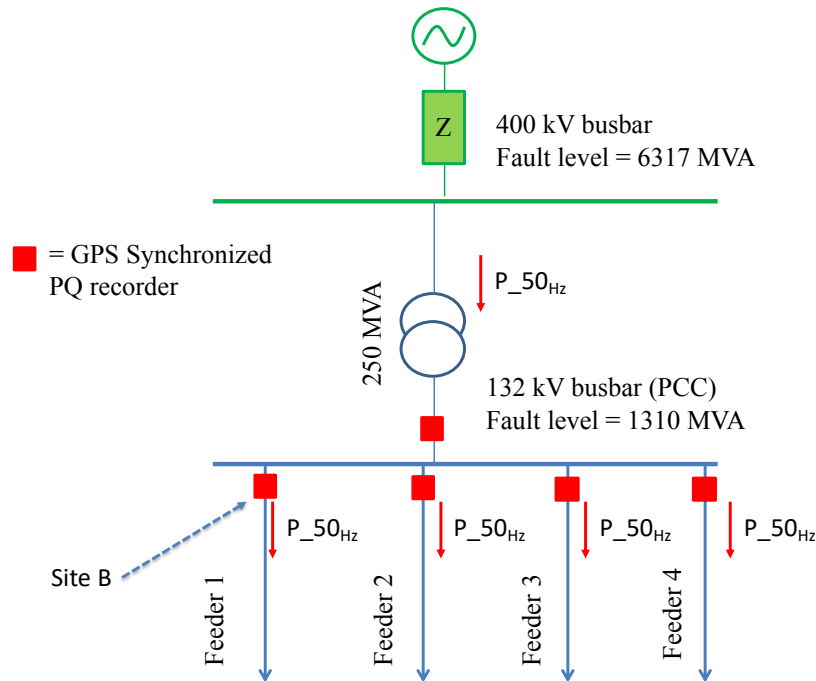 Z
400 kV busbar
Fault level = 6317 MVA
= GPS Synchronized
PQ recorder
P_50Hz
250 MVA
132 kV busbar (PCC)
Fault level = 1310 MVA
P_50Hz
P_50Hz
P_50Hz
P_50Hz
Site B
Feeder 1
Feeder 2
Feeder 3
Feeder 4